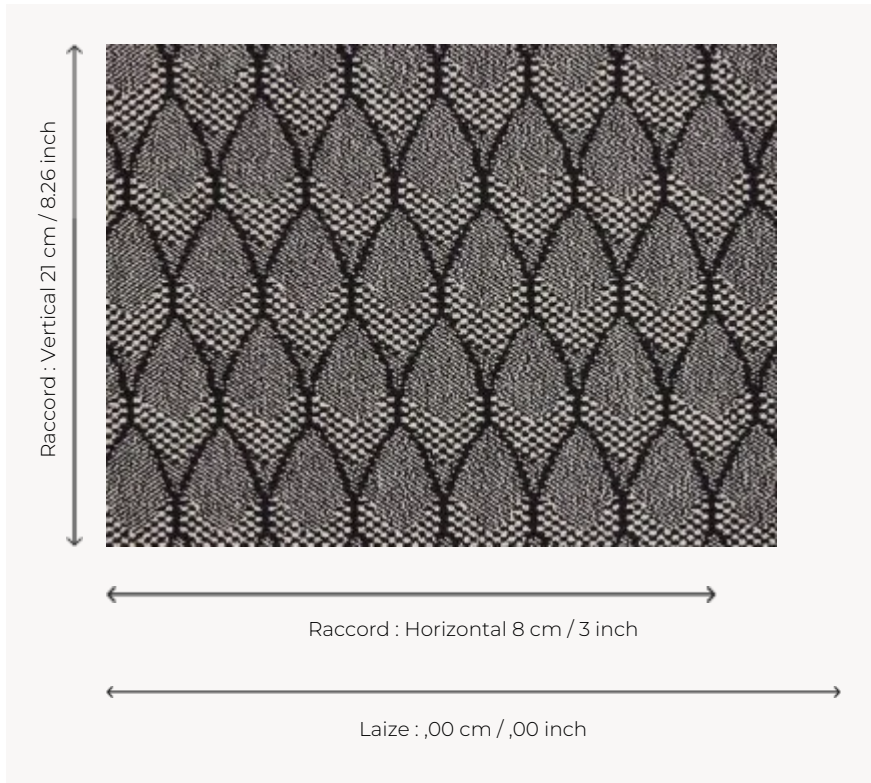 Raccord : Vertical 21 cm / 8.26 inch
Raccord : Horizontal 8 cm / 3 inch
Laize : ,00 cm / ,00 inch